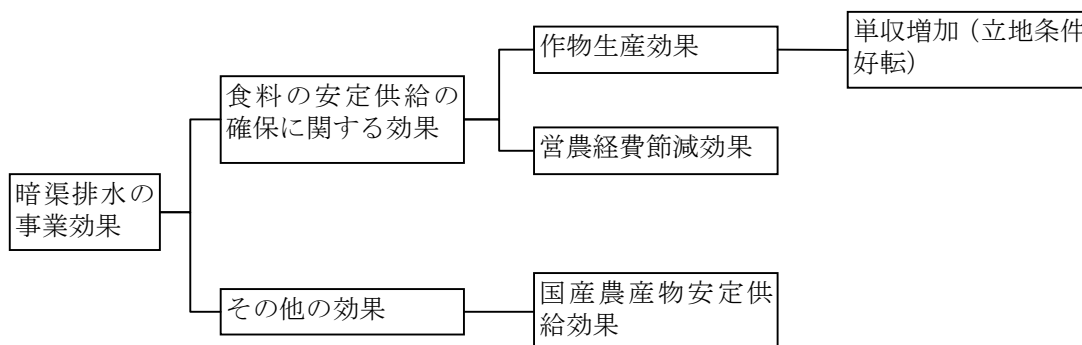 暗渠排水の
事業効果
食料の安定供給の
確保に関する効果
作物生産効果
単収増加（立地条件
好転）
営農経費節減効果
その他の効果
国産農産物安定供
給効果